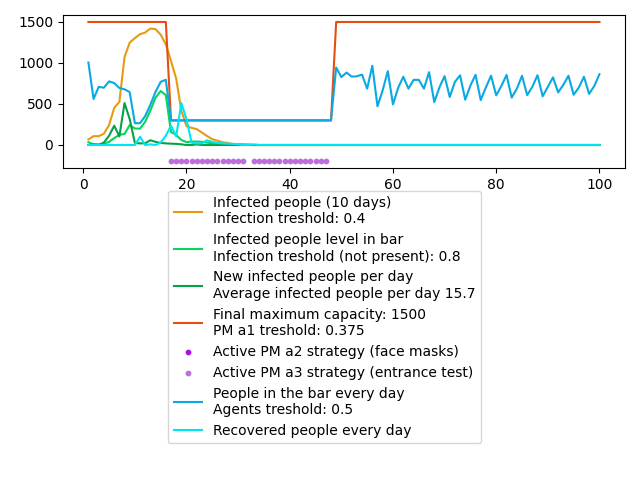 1500
1000
500
0
0
20
40
60
80
100
Infected people (10 days)
Infection treshold: 0.4
Infected people level in bar
Infection treshold (not present): 0.8
New infected people per day
Average infected people per day 15.7
Final maximum capacity: 1500
PM a1 treshold: 0.375
Active PM a2 strategy (face masks)
Active PM a3 strategy (entrance test)
People in the bar every day
Agents treshold: 0.5
Recovered people every day